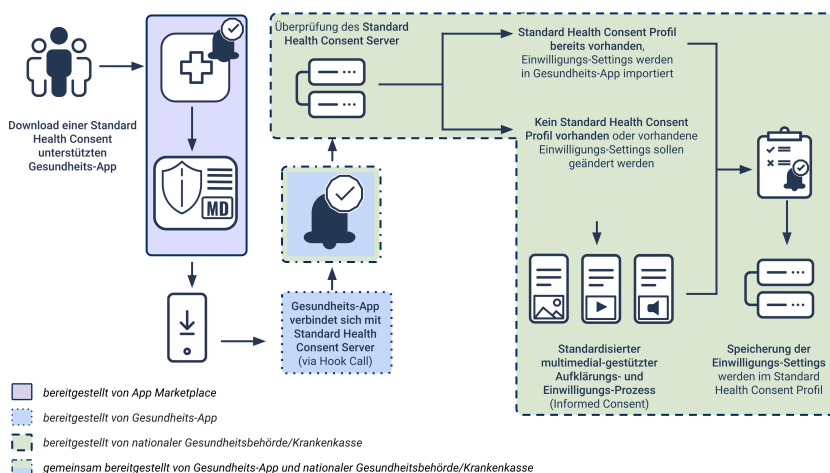 Download einer Standard
Health Consent
unterstützten
Gesundheits-App
MD
Gesundheits-App
verbindet sich mit
Standard Health
Consent Server
(via Hook Call)
Überprüfung des Standard
Health Consent Server
Standard Health Consent Profil
bereits vorhanden,
Einwilligungs-Settings werden
in Gesundheits-App importiert
Kein Standard Health Consent
Profil vorhanden oder vorhandene
Einwilligungs-Settings sollen
geändert werden
Standardisierter
multimedial-gestützter
Aufklärungs- und
Einwilligungs-Prozess
(Informed Consent)
Speicherung der
Einwilligungs-Settings
werden im Standard
Health Consent Profil
bereitgestellt von App Marketplace
bereitgestellt von Gesundheits-App
bereitgestellt von nationaler Gesundheitsbehörde/Krankenkasse
gemeinsam bereitgestellt von Gesundheits-App und nationaler Gesundheitsbehörde/Krankenkasse